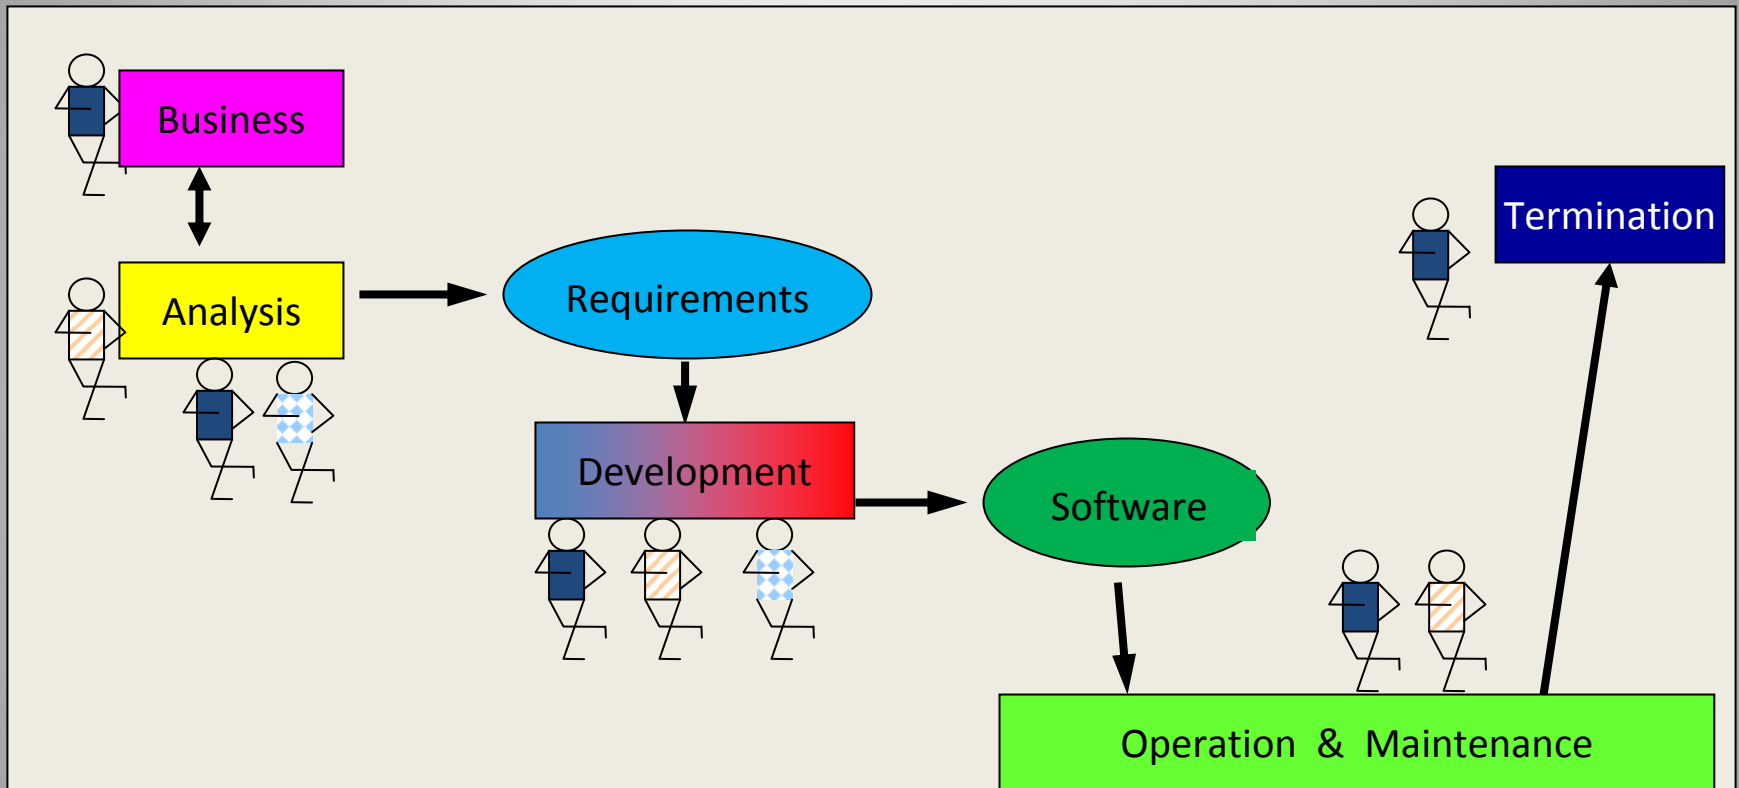 Business
Analysis
Requirements
Development
Software
Operation & Maintenance
Termination